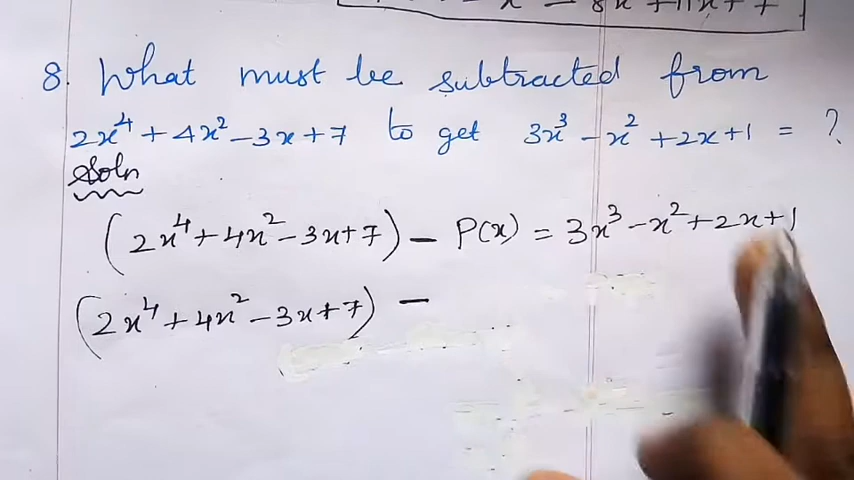 8. What must be subtracted from
2x⁴ + 4x² - 3x + 7 to get 3x³ - x² + 2x + 1 = ?
Soln
(2x⁴ + 4x² - 3x + 7) - P(x) = 3x³ - x² + 2x + 1
(2x⁴ + 4x² - 3x + 7) -